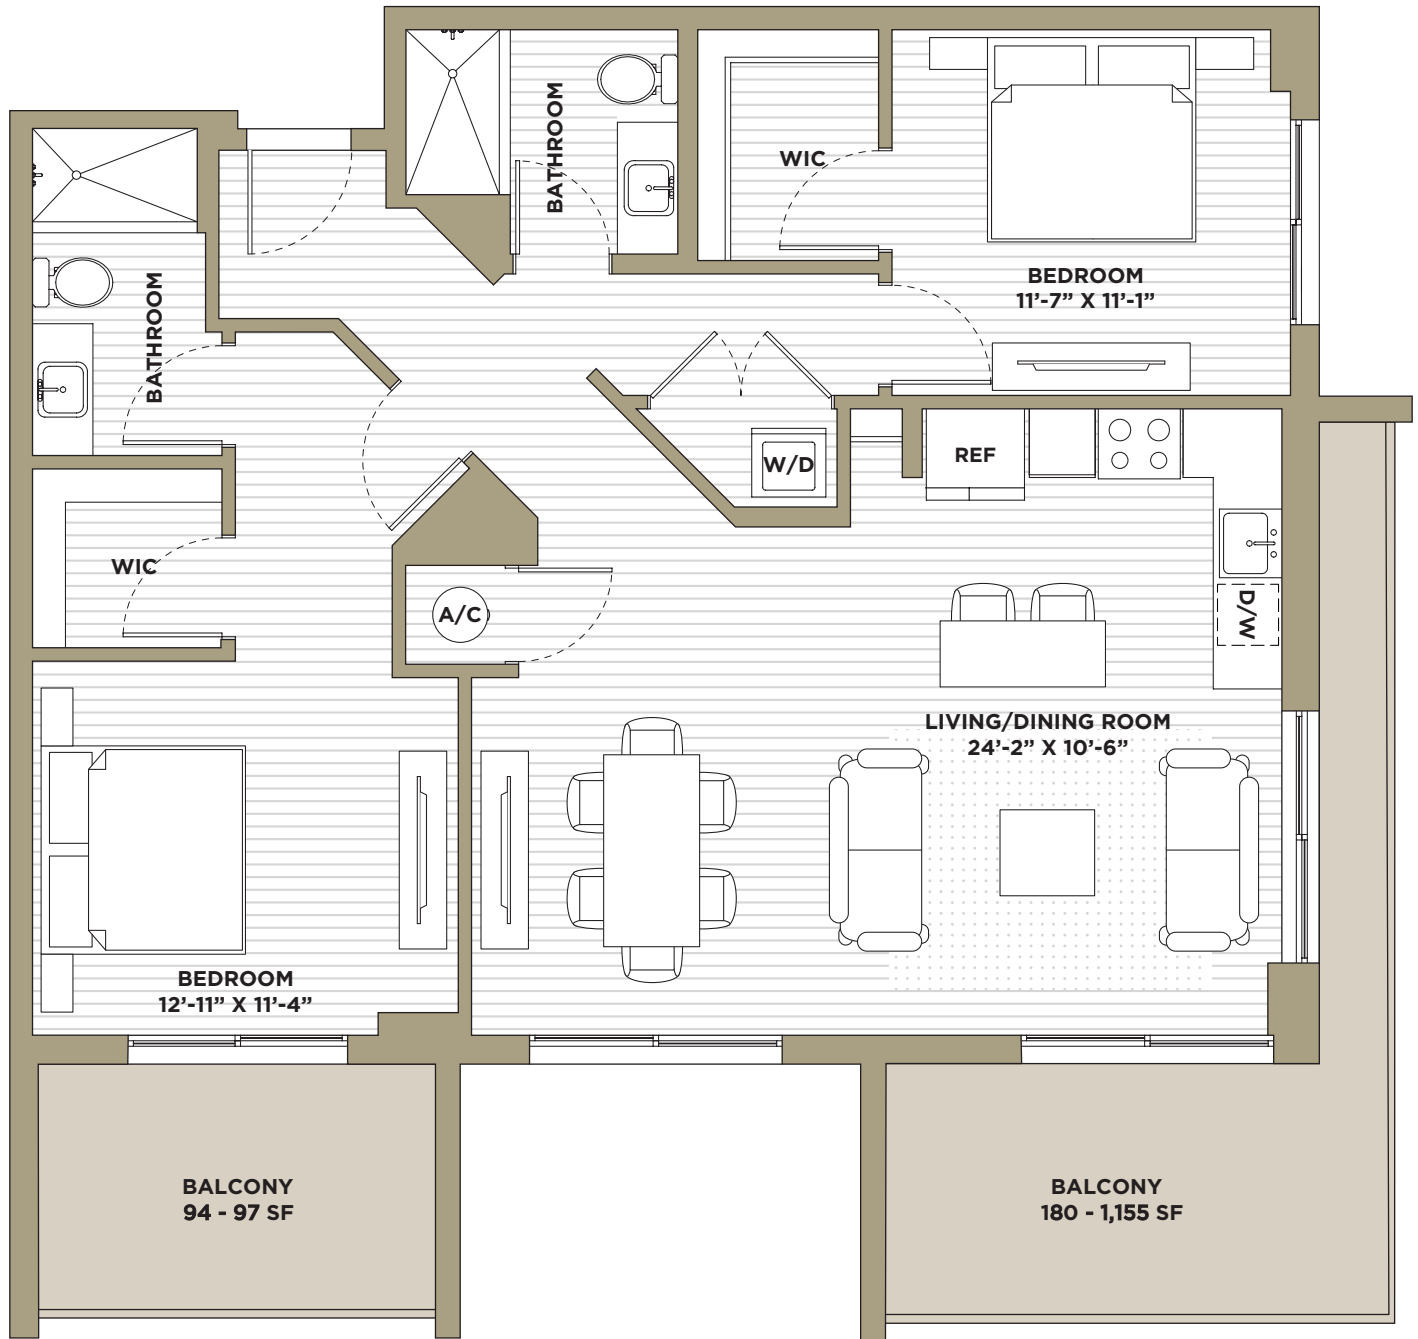 BATHROOM
WIC
BEDROOM
11’-7” X 11’-1”
BATHROOM
W/D
REF
WIC
A/C
D/W
LIVING/DINING ROOM
24’-2” X 10’-6”
BEDROOM
12’-11” X 11’-4”
BALCONY
94 - 97 SF
BALCONY
180 - 1,155 SF